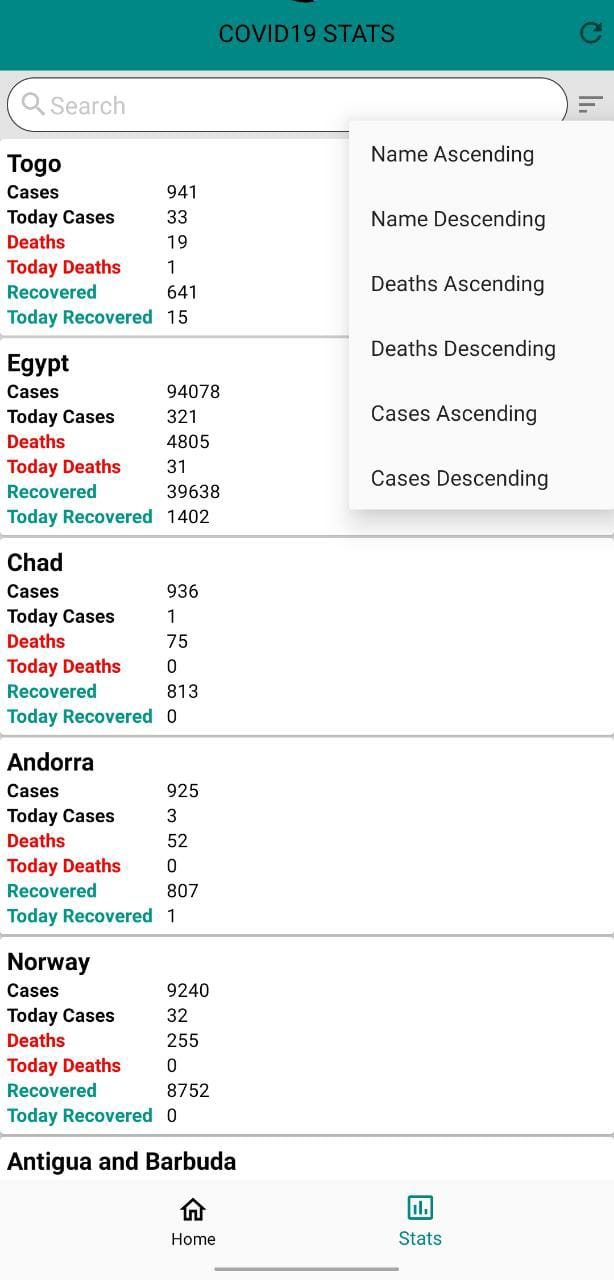 COVID19 STATS
Search
Name Ascending
Name Descending
Deaths Ascending
Deaths Descending
Cases Ascending
Cases Descending
Togo
Cases 941
Today Cases 33
Deaths 19
Today Deaths 1
Recovered 641
Today Recovered 15
Egypt
Cases 94078
Today Cases 321
Deaths 4805
Today Deaths 31
Recovered 39638
Today Recovered 1402
Chad
Cases 936
Today Cases 1
Deaths 75
Today Deaths 0
Recovered 813
Today Recovered 0
Andorra
Cases 925
Today Cases 3
Deaths 52
Today Deaths 0
Recovered 807
Today Recovered 1
Norway
Cases 9240
Today Cases 32
Deaths 255
Today Deaths 0
Recovered 8752
Today Recovered 0
Antigua and Barbuda
Home
Stats